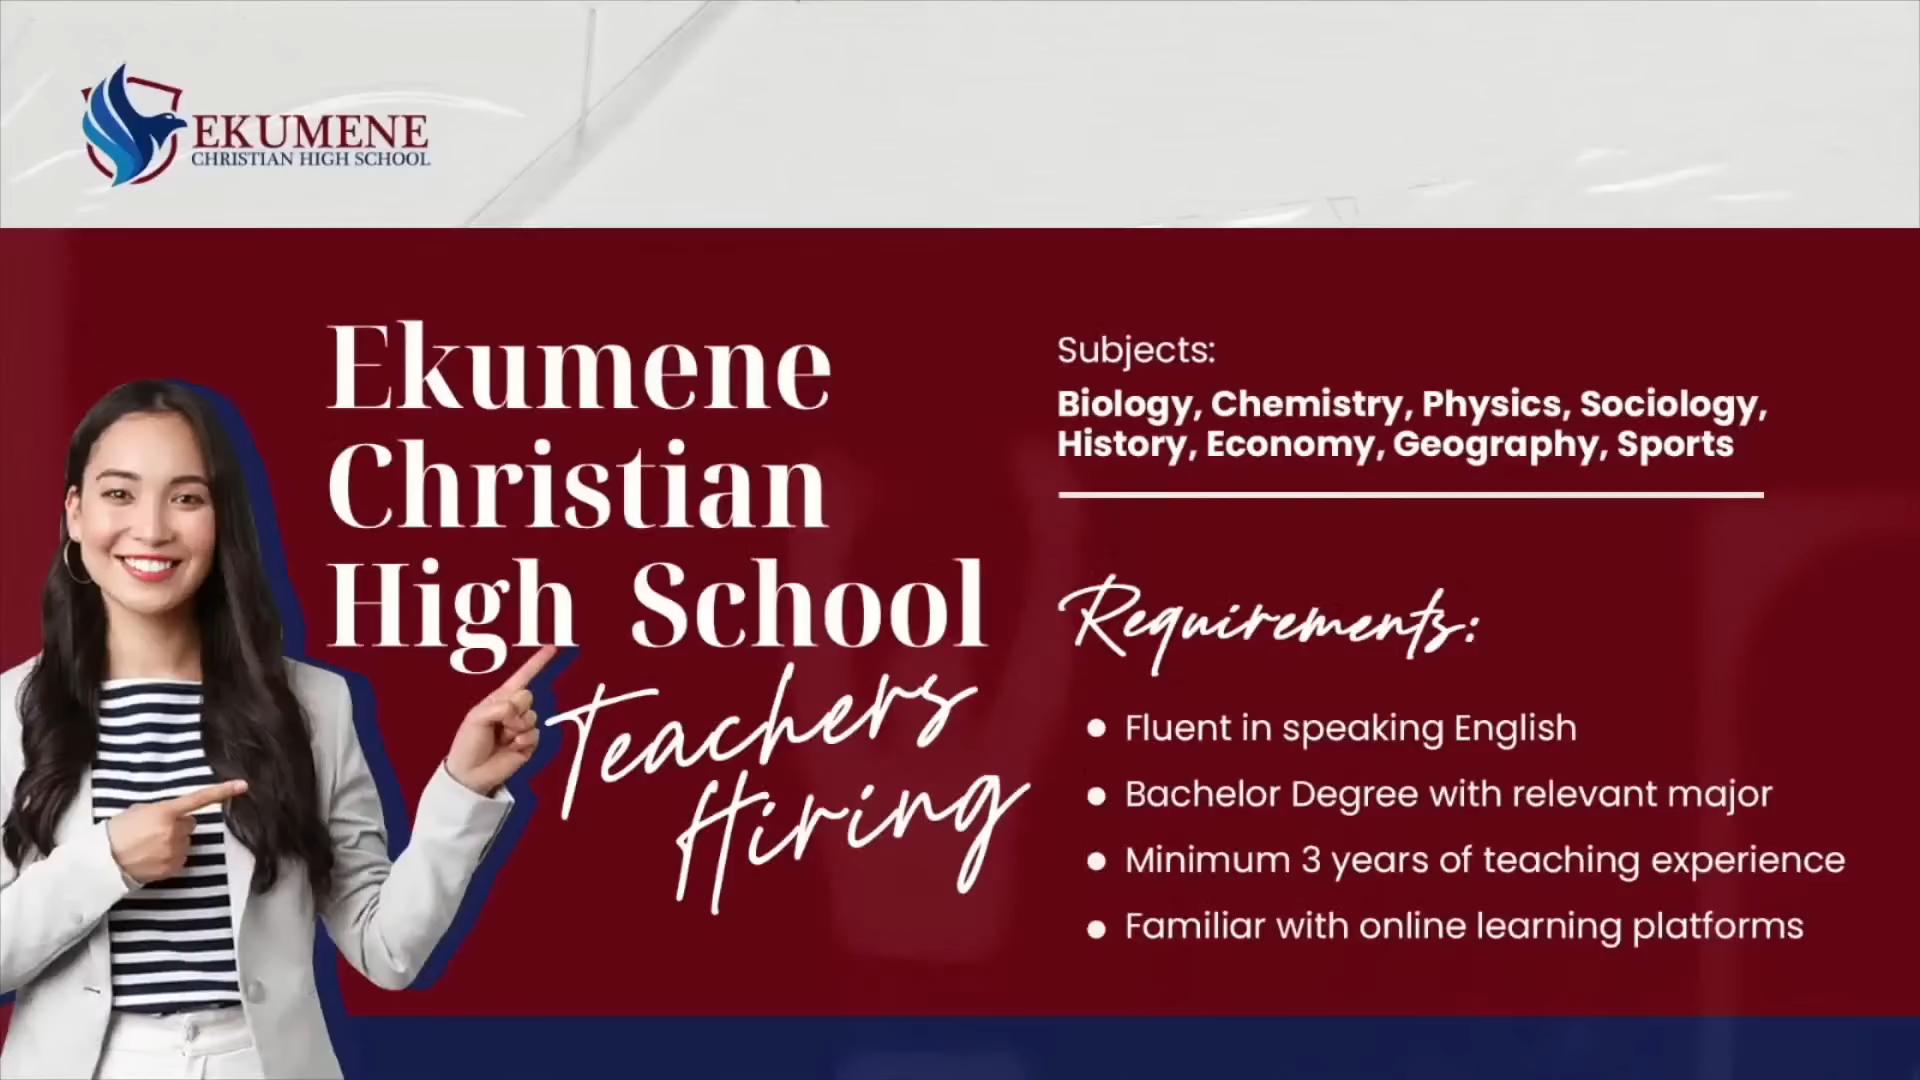 EKUMENE
CHRISTIAN HIGH SCHOOL
Ekumene
Christian
High School
Teachers
Hiring
Subjects:
Biology, Chemistry, Physics, Sociology,
History, Economy, Geography, Sports
Requirements:
• Fluent in speaking English
• Bachelor Degree with relevant major
• Minimum 3 years of teaching experience
• Familiar with online learning platforms